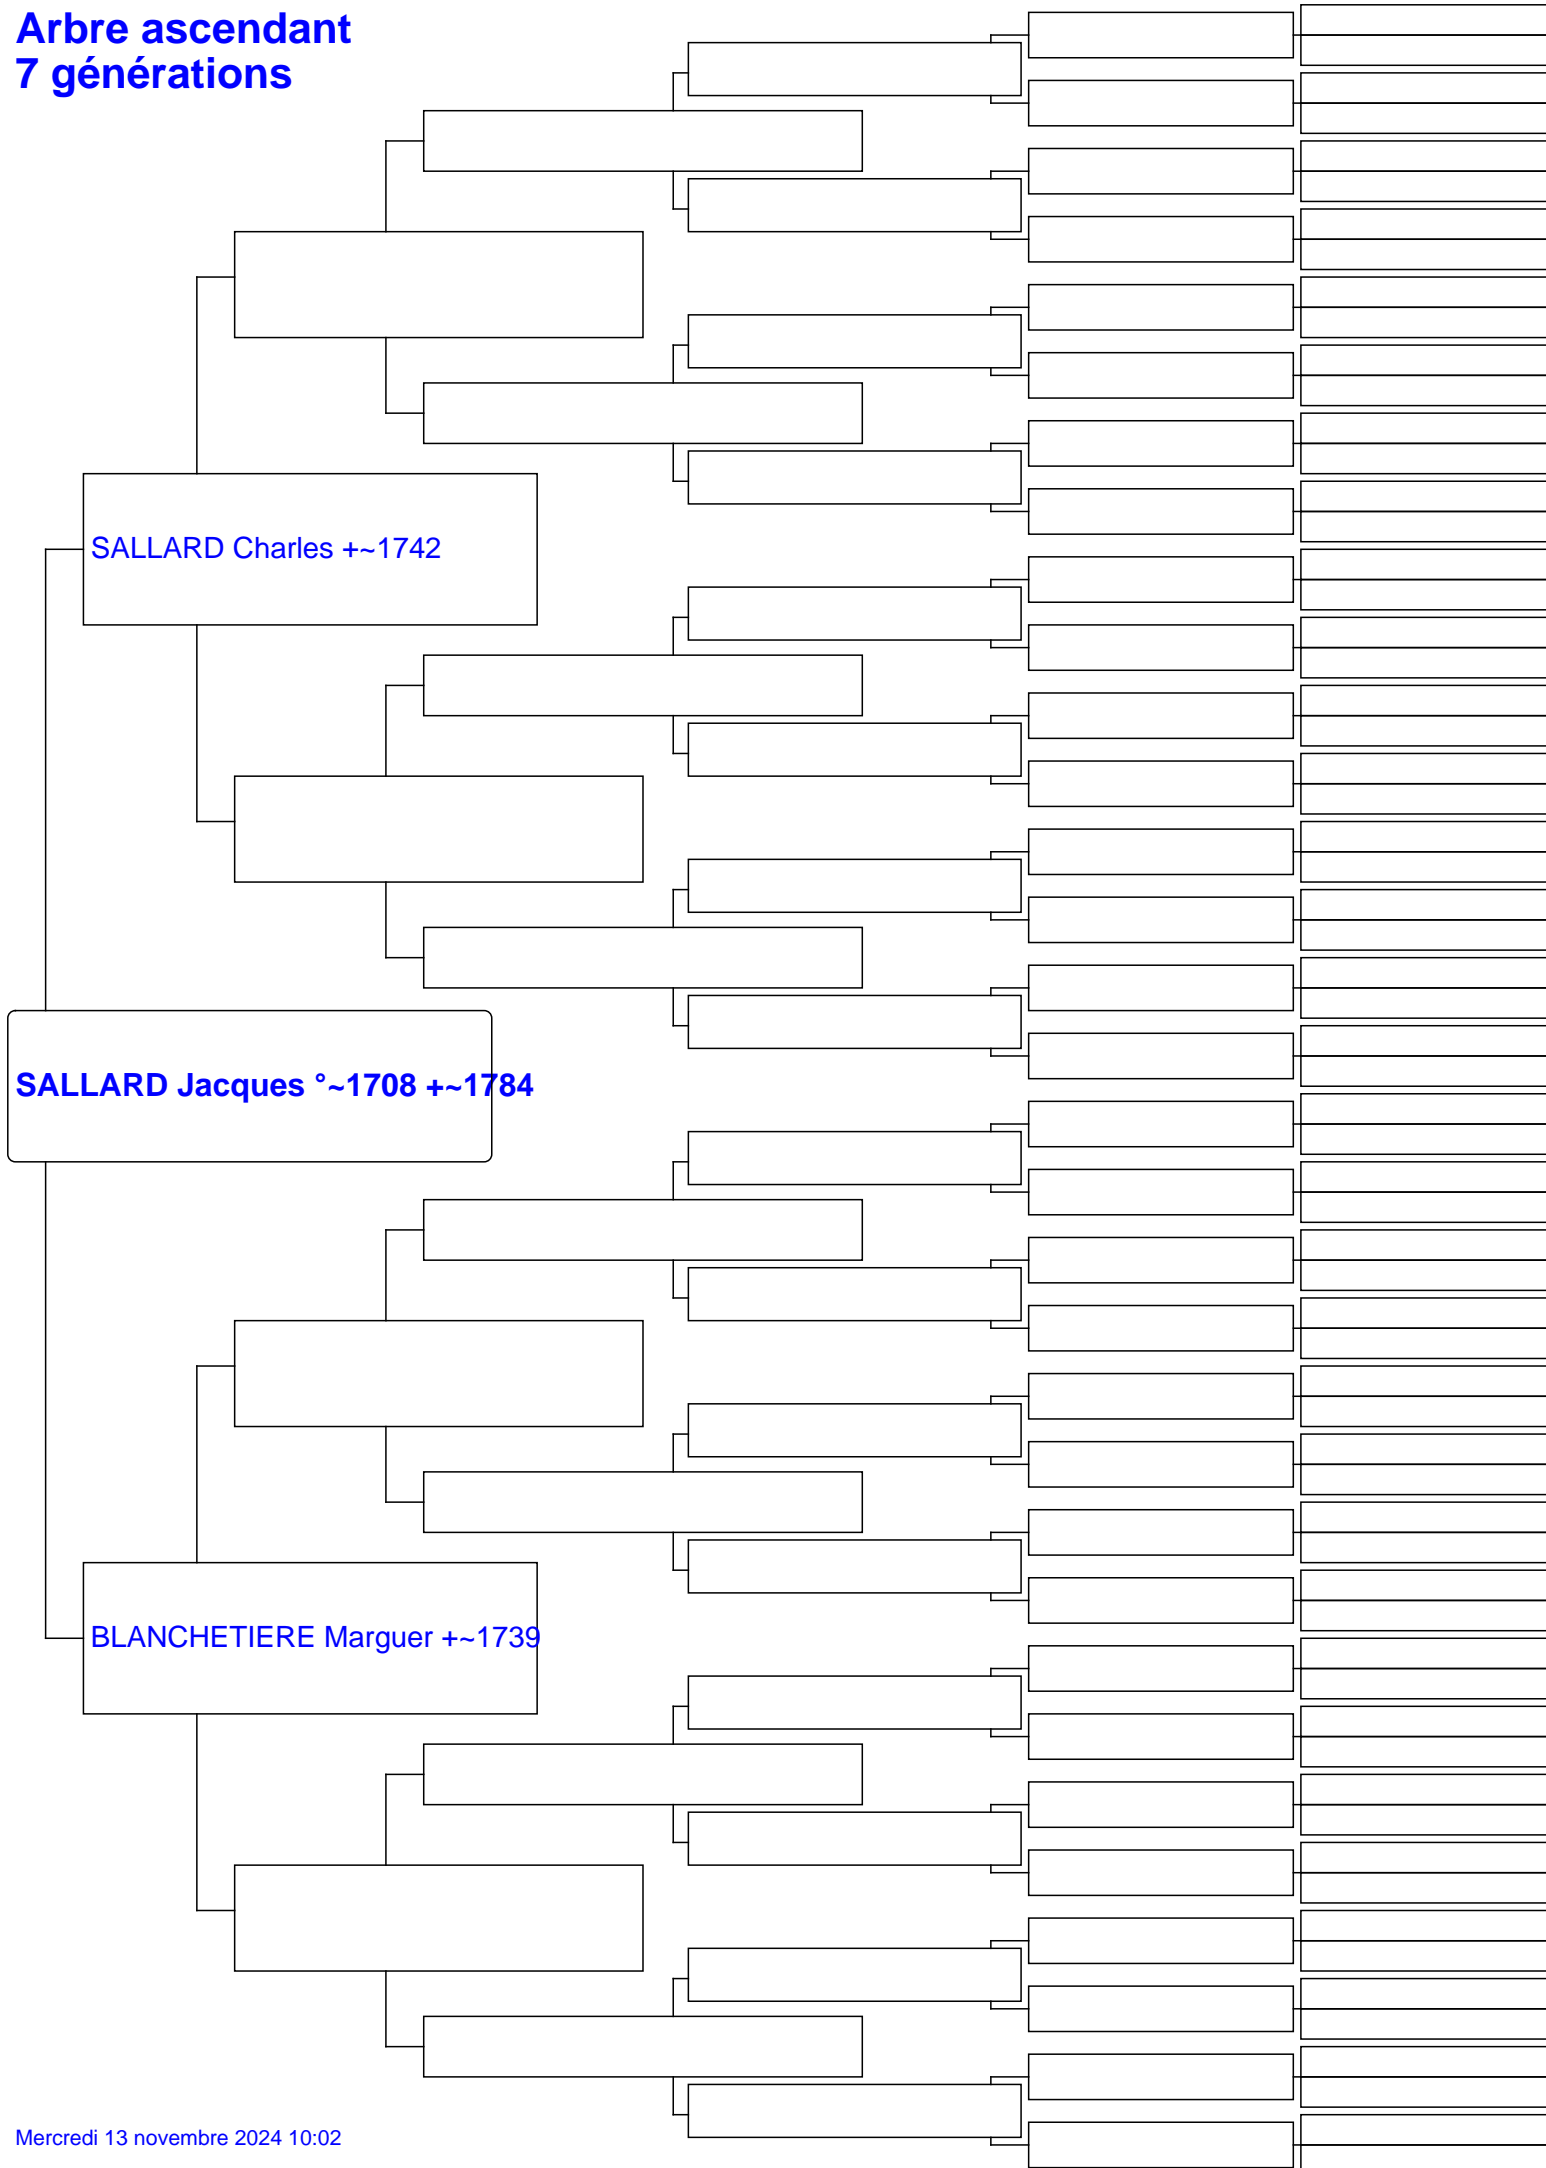 Arbre ascendant
7 générations
SALLARD Charles +~1742
SALLARD Jacques °~1708 +~1784
BLANCHETIERE Marguer +~1739
Mercredi 13 novembre 2024 10:02